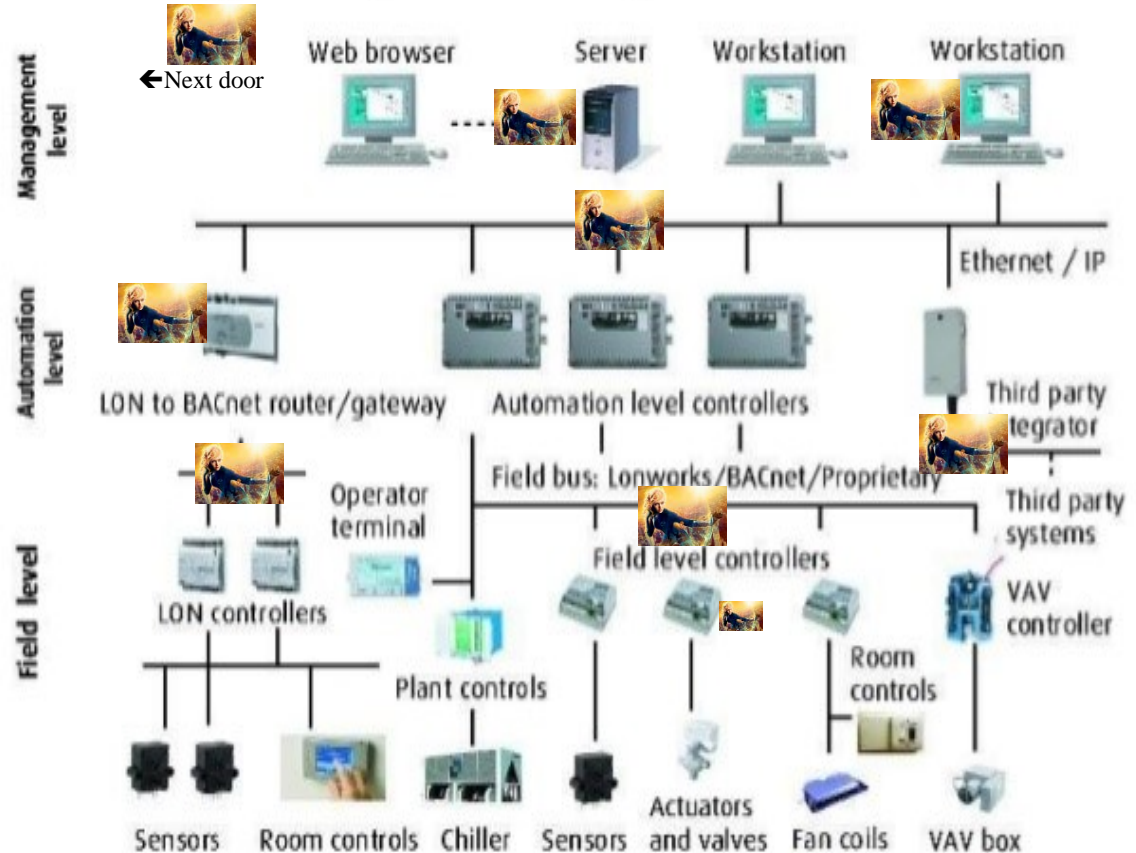 ←Next door
Web browser
Server
Workstation
Workstation
Management
level
Ethernet / IP
Automation
level
LON to BACnet router/gateway
Automation level controllers
Third party
tegrator
Field bus: Lonworks/BACnet/Proprietary
Operator
terminal
Third party
systems
Field level controllers
Field level
LON controllers
VAV
controller
Plant controls
Room
controls
Sensors
Room controls
Chiller
Sensors
Actuators
and valves
Fan coils
VAV box